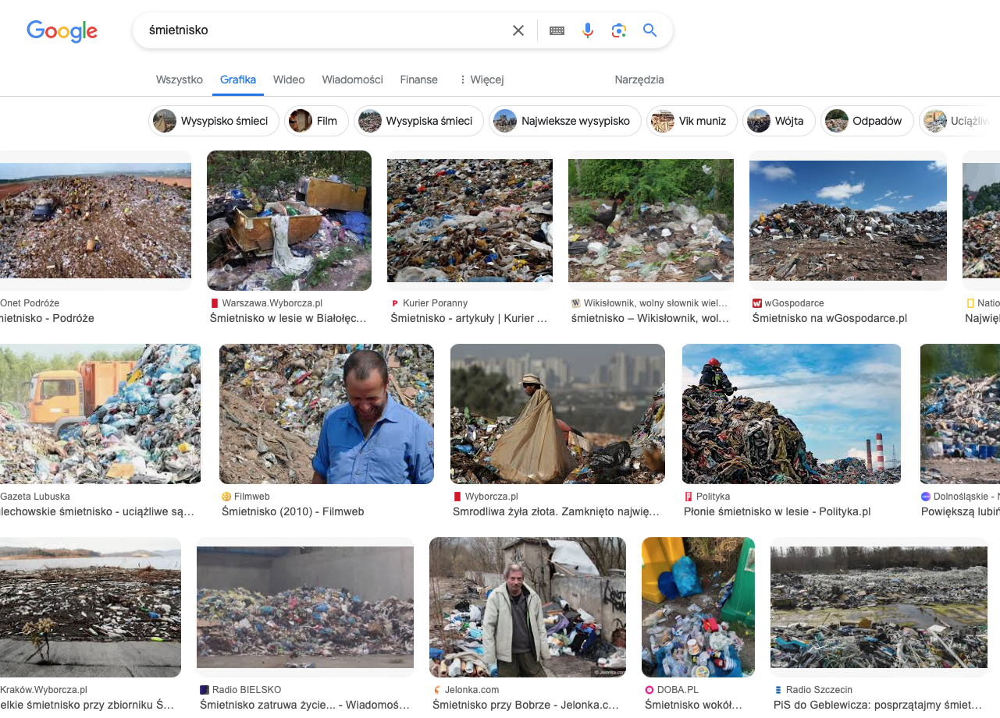 Google
śmietnisko
Wszystko Grafika Wideo Wiadomości Finanse Więcej Narzędzia
Wysypisko śmieci Film Wysypiska śmieci Najwieksze wysypisko Vik muniz Wójta Odpadów Uciążliw
Onet Podróże Warszawa.Wyborcza.pl Kurier Poranny Wikisłownik, wolny słownik wiel... wGospodarce Natio
mietnisko - Podróże Śmietnisko w lesie w Białołęc... Śmietnisko - artykuły | Kurier ... śmietnisko – Wikisłownik, wol... Śmietnisko na wGospodarce.pl Najwięk
Gazeta Lubuska Filmweb Wyborcza.pl Polityka Dolnośląskie - N
lechowskie śmietnisko - uciążliwe są... Śmietnisko (2010) - Filmweb Smrodliwa żyła złota. Zamknięto najwię... Płonie śmietnisko w lesie - Polityka.pl Powiększą lubiń
© Jelonka.com
Kraków.Wyborcza.pl Radio BIELSKO Jelonka.com DOBA.PL Radio Szczecin
elkie śmietnisko przy zbiorniku Ś... Śmietnisko zatruwa życie... - Wiadomoś... Śmietnisko przy Bobrze - Jelonka.c... Śmietnisko wokół... PiS do Geblewicza: posprzątajmy śmiet...